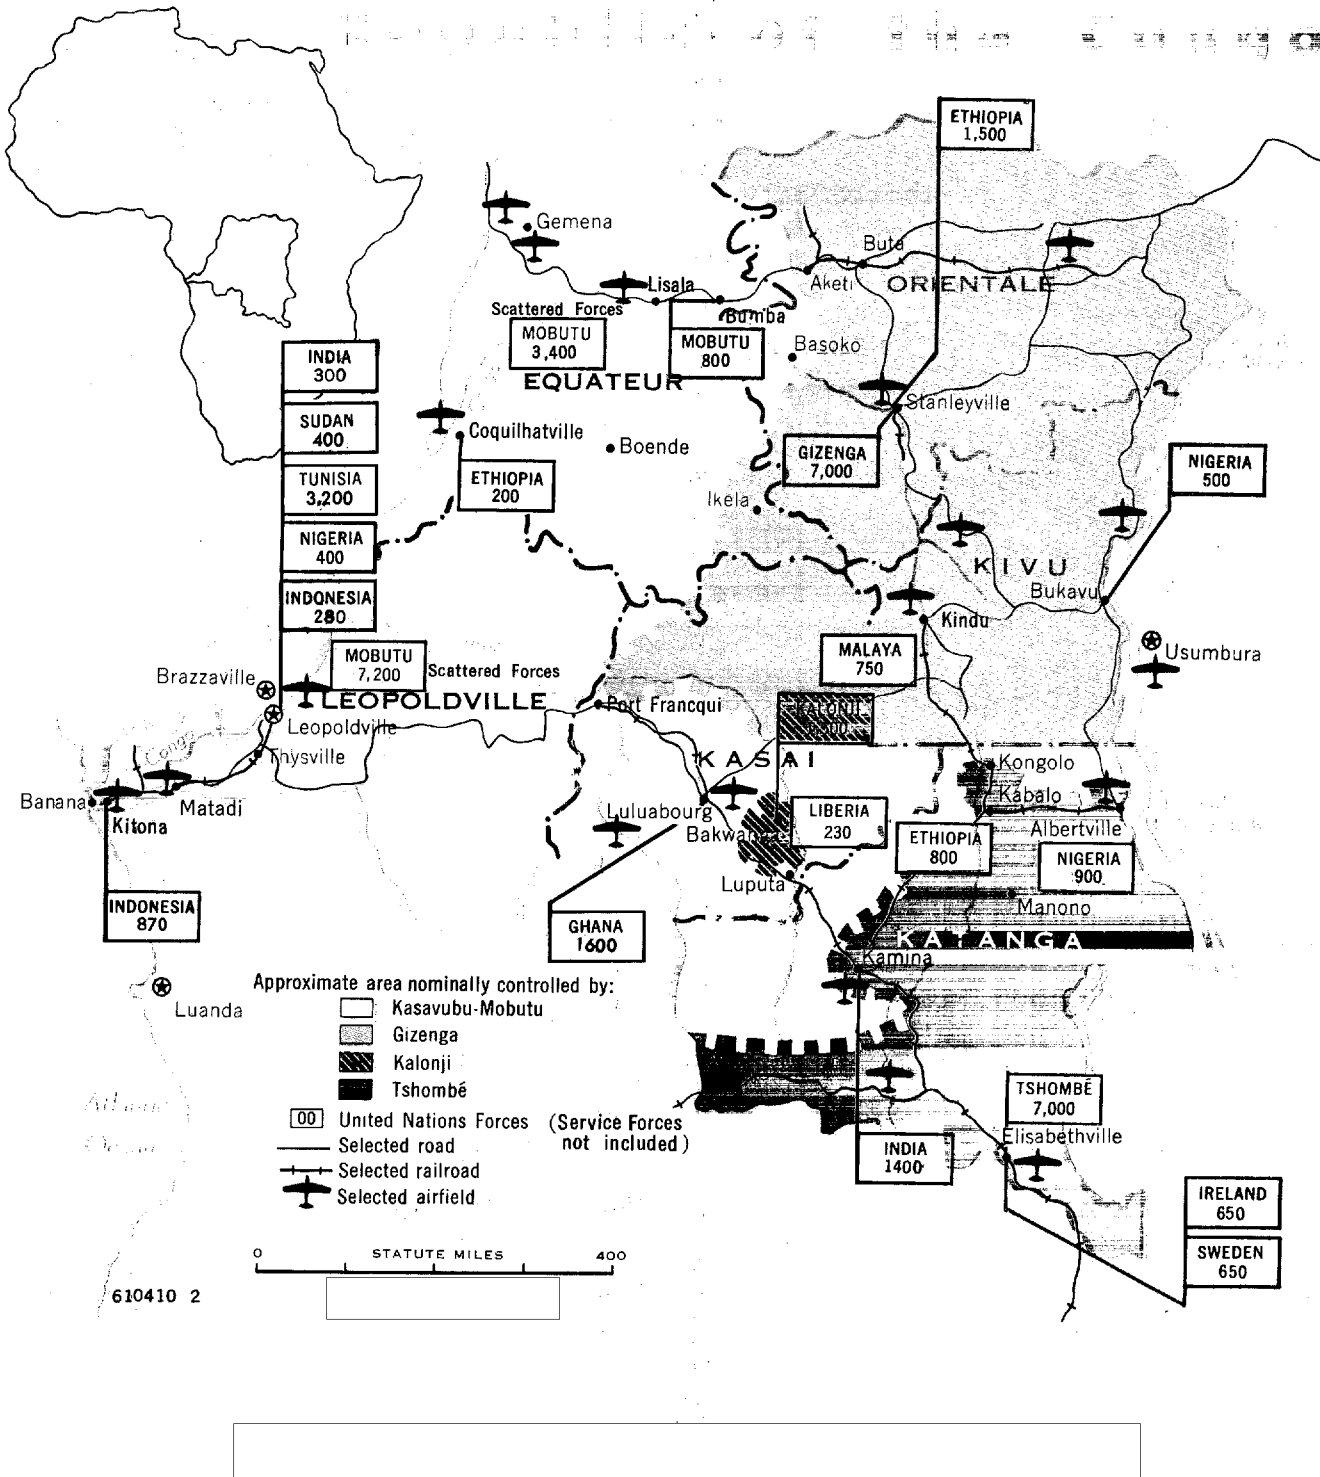 ETHIOPIA
1,500
Gemena
Buta
Lisala
Aketi
ORIENTALE
Scattered Forces
Bumba
MOBUTU
3,400
MOBUTU
800
Basoko
INDIA
300
EQUATEUR
Stanleyville
SUDAN
400
Coquilhatville
Boende
GIZENGA
7,000
NIGERIA
500
TUNISIA
3,200
ETHIOPIA
200
Ikela
NIGERIA
400
KIVU
Bukavu
INDONESIA
280
Kindu
MOBUTU
7,200
Scattered Forces
MALAYA
750
Usumbura
Brazzaville
LEOPOLDVILLE
Port Francqui
KALONJI
Leopoldville
Congo
Thysville
KASAI
Kongolo
Banana
Matadi
Kitona
Luluabourg
Kabalo
LIBERIA
230
Albertville
ETHIOPIA
800
NIGERIA
900
Luputa
Manono
INDONESIA
870
GHANA
1600
KATANGA
Kamina
Luanda
Approximate area nominally controlled by:
Kasavubu-Mobutu
Gizenga
Kalonji
Tshombé
00 United Nations Forces (Service Forces
not included)
Selected road
Selected railroad
Selected airfield
Atlantic
Ocean
TSHOMBÉ
7,000
Elisabethville
INDIA
1400
IRELAND
650
SWEDEN
650
0 STATUTE MILES 400
610410 2